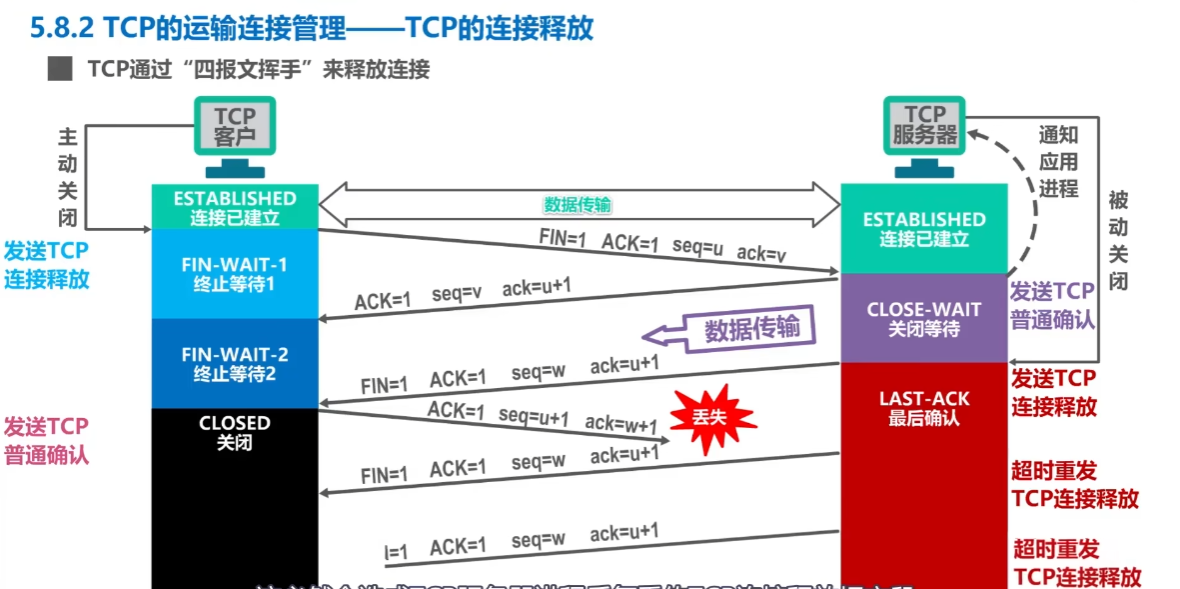 5.8.2 TCP的运输连接管理——TCP的连接释放
TCP通过“四报文挥手”来释放连接
TCP
客户
TCP
服务器
主动关闭
通知
应用
进程
被动关闭
ESTABLISHED
连接已建立
数据传输
ESTABLISHED
连接已建立
FIN=1 ACK=1 seq=u ack=v
发送TCP
连接释放
FIN-WAIT-1
终止等待1
ACK=1 seq=v ack=u+1
CLOSE-WAIT
关闭等待
发送TCP
普通确认
数据传输
FIN-WAIT-2
终止等待2
FIN=1 ACK=1 seq=w ack=u+1
发送TCP
连接释放
LAST-ACK
最后确认
CLOSED
关闭
发送TCP
普通确认
ACK=1 seq=u+1 ack=w+1
丢失
FIN=1 ACK=1 seq=w ack=u+1
超时重发
TCP连接释放
=1 ACK=1 seq=w ack=u+1
超时重发
TCP连接释放